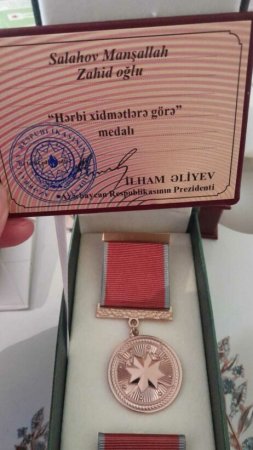 Salahov Manşallah
Zahid oğlu
"Hərbi xidmətlərə görə"
medalı
İLHAM ƏLİYEV
Azərbaycan Respublikasının Prezidenti